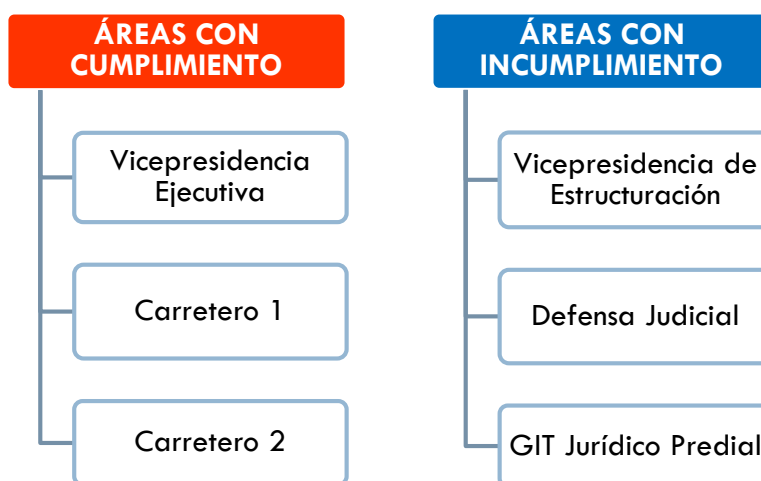 ÁREAS CON
CUMPLIMIENTO
Vicepresidencia
Ejecutiva
Carretero 1
Carretero 2
ÁREAS CON
INCUMPLIMIENTO
Vicepresidencia de
Estructuración
Defensa Judicial
GIT Jurídico Predial